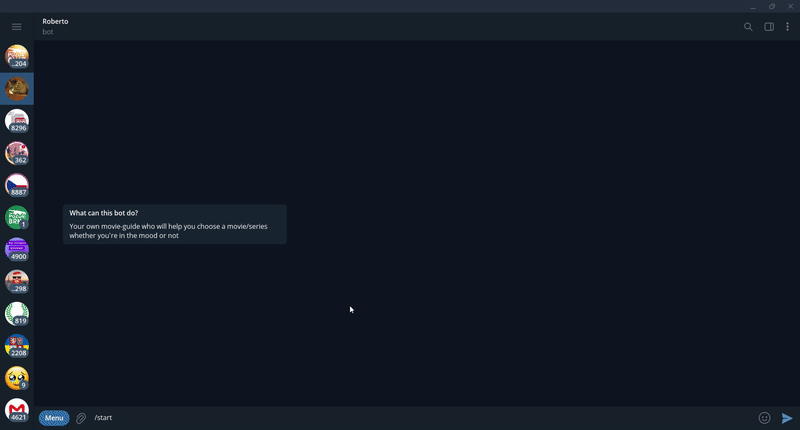 Roberto
bot
..204
8296
362
8887
1
4900
..298
819
2208
9
4621
What can this bot do?
Your own movie-guide who will help you choose a movie/series
whether you're in the mood or not
Menu
/start